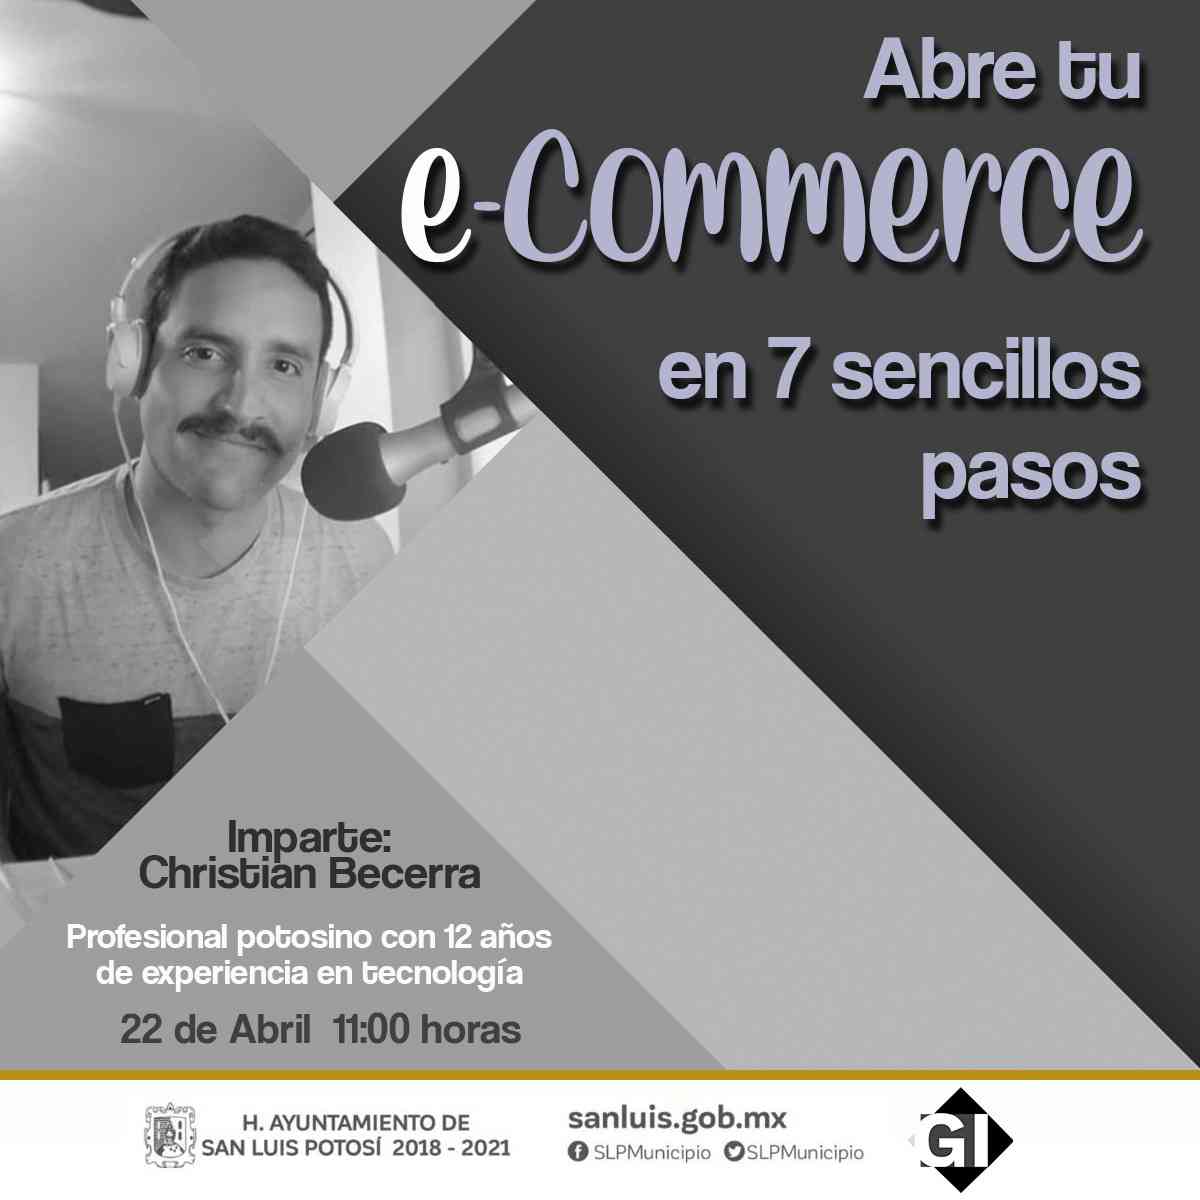 Abre tu
e-Commerce
en 7 sencillos
pasos
Imparte:
Christian Becerra
Profesional potosino con 12 años
de experiencia en tecnología
22 de Abril 11:00 horas
H. AYUNTAMIENTO DE
SAN LUIS POTOSÍ 2018 - 2021
sanluis.gob.mx
SLPMunicipio SLPMunicipio
GI